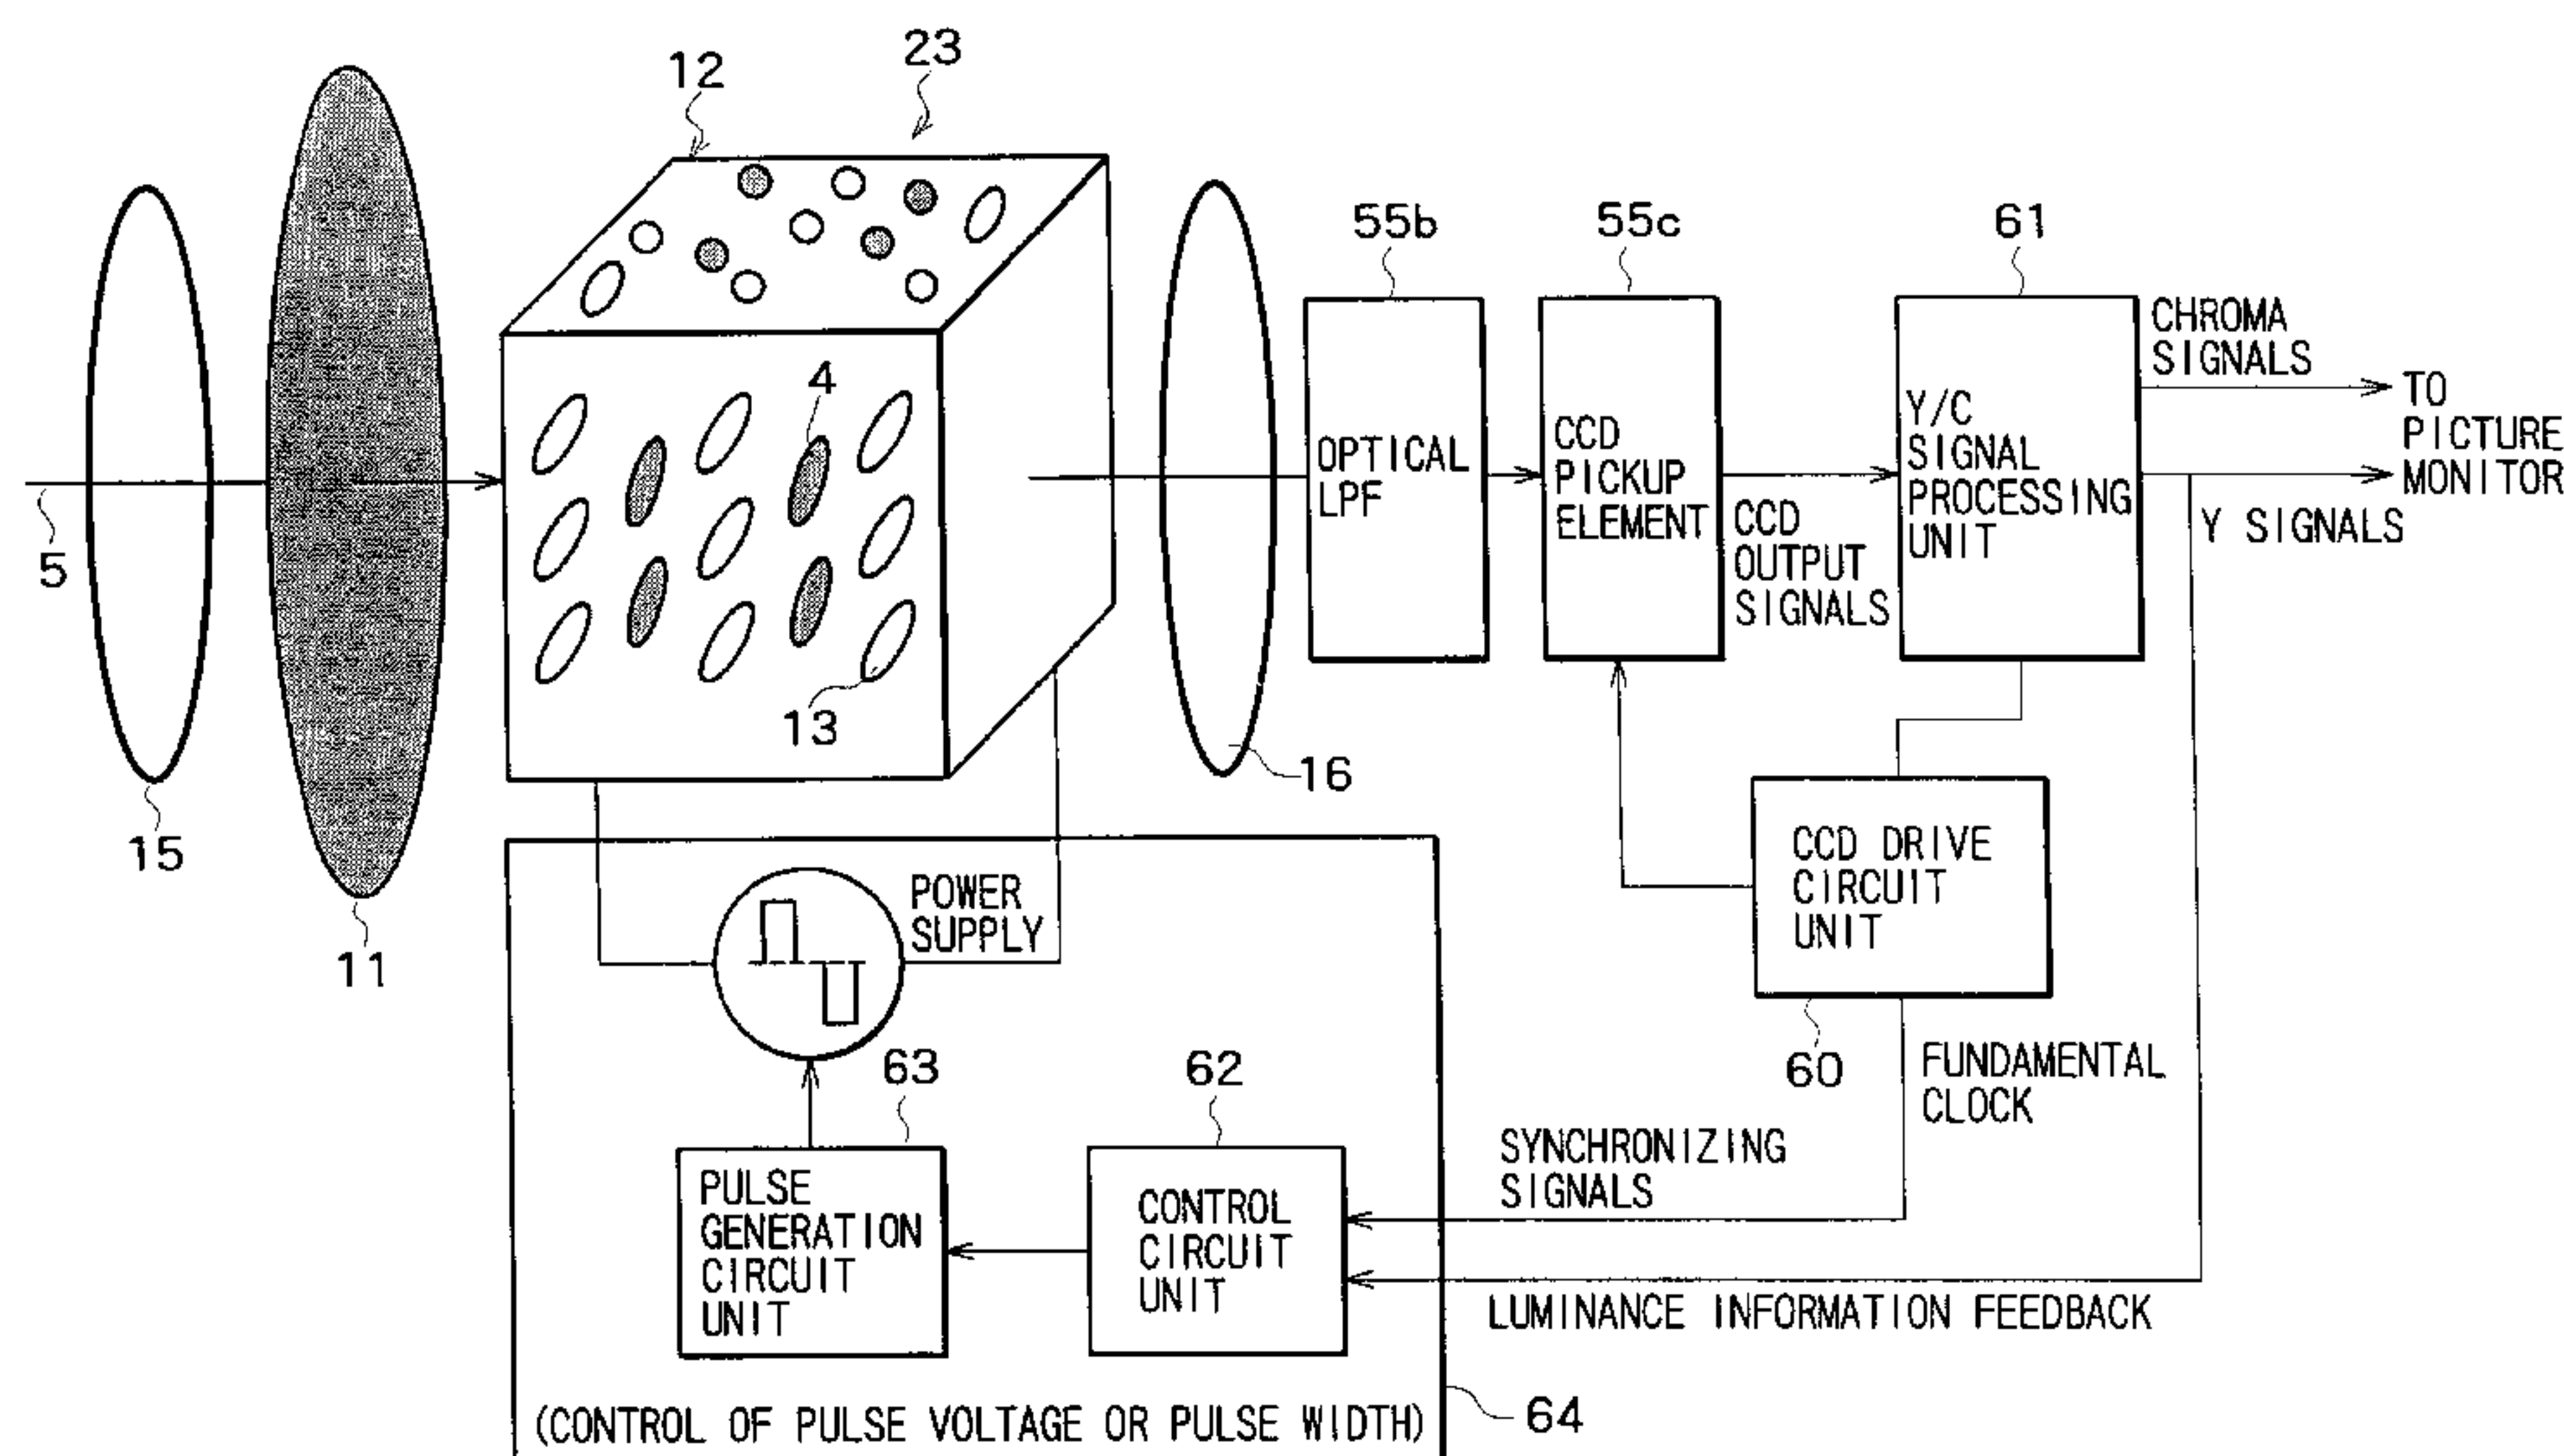 23
12
55b
55c
61
CHROMA
SIGNALS
TO
PICTURE
MONITOR
4
Y/C
SIGNAL
PROCESSING
UNIT
OPTICAL
LPF
CCD
PICKUP
ELEMENT
CCD
OUTPUT
SIGNALS
Y SIGNALS
5
13
16
15
11
CCD DRIVE
CIRCUIT
UNIT
POWER
SUPPLY
60
FUNDAMENTAL
CLOCK
63
62
SYNCHRONIZING
SIGNALS
PULSE
GENERATION
CIRCUIT
UNIT
CONTROL
CIRCUIT
UNIT
LUMINANCE INFORMATION FEEDBACK
(CONTROL OF PULSE VOLTAGE OR PULSE WIDTH)
64